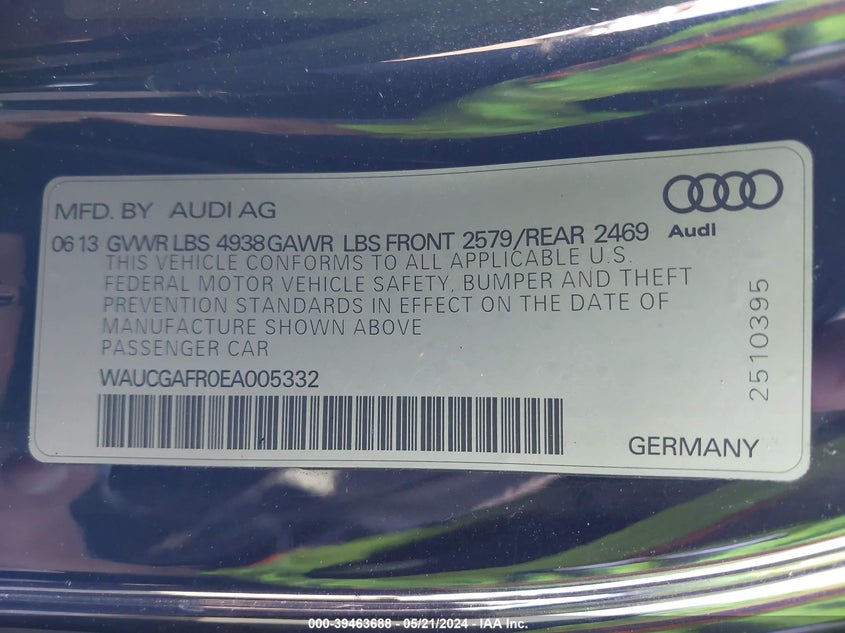 MFD. BY AUDI AG
Audi
0613 GVWR LBS 4938 GAWR LBS FRONT 2579/REAR 2469
THIS VEHICLE CONFORMS TO ALL APPLICABLE U.S.
FEDERAL MOTOR VEHICLE SAFETY, BUMPER AND THEFT
PREVENTION STANDARDS IN EFFECT ON THE DATE OF
MANUFACTURE SHOWN ABOVE
PASSENGER CAR
WAUCGAFR0EA005332
2510395
GERMANY
000-39463688 - 05/21/2024 - IAA Inc.